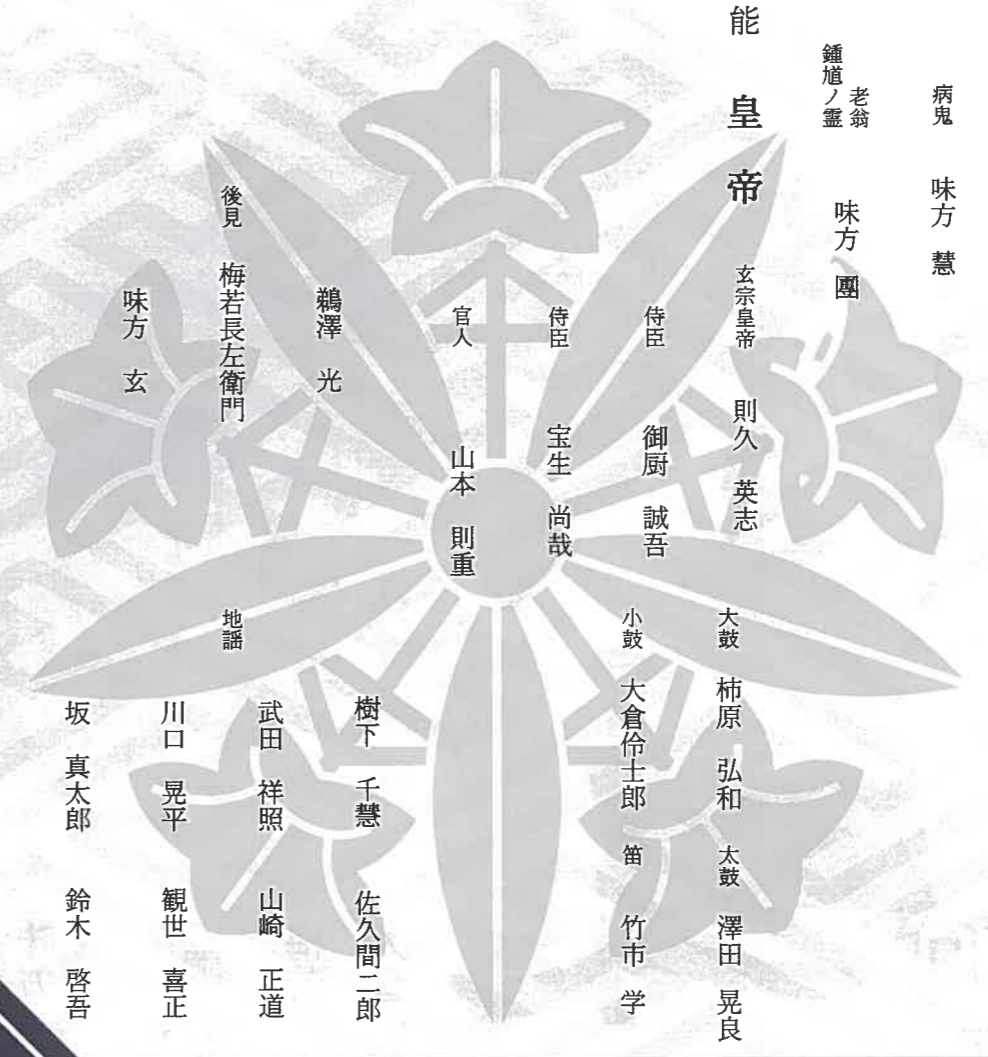 病鬼 味方 慧
老翁
鍾馗ノ霊 味方 團
能 皇帝
玄宗皇帝 則久 英志
侍臣 御厨 誠吾
侍臣 宝生 尚哉
官人 山本 則重
大鼓 柿原 弘和 太鼓 澤田 晃良
小鼓 大倉伶士郎 笛 竹市 学
鵜澤 光
後見 梅若長左衛門
味方 玄
地謡
樹下 千慧 佐久間二郎
武田 祥照 山崎 正道
川口 晃平 観世 喜正
坂 真太郎 鈴木 啓吾